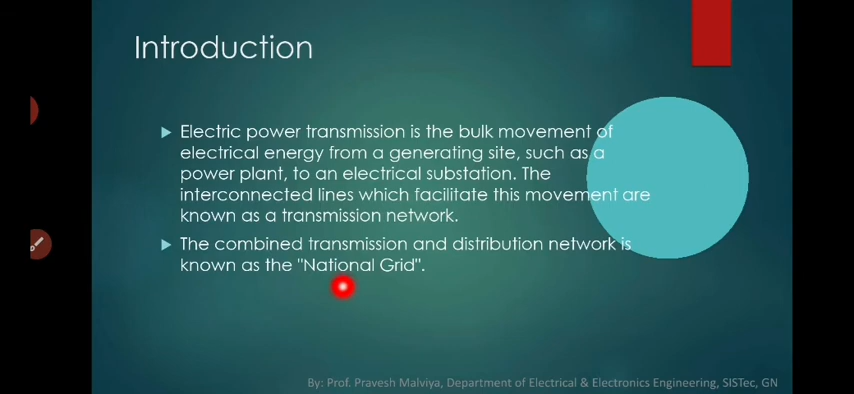 Introduction
Electric power transmission is the bulk movement of
electrical energy from a generating site, such as a
power plant, to an electrical substation. The
interconnected lines which facilitate this movement are
known as a transmission network.
The combined transmission and distribution network is
known as the "National Grid".
By: Prof. Pravesh Malviya, Department of Electrical & Electronics Engineering, SISTec, GN